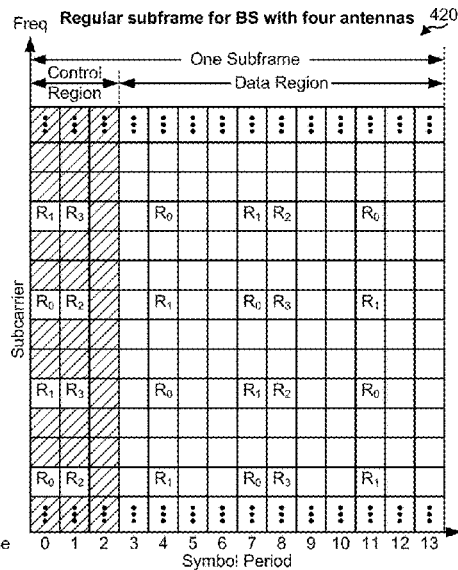 Regular subframe for BS with four antennas
420
Freq
One Subframe
Control
Region
Data Region
R₁ R₃ R₀ R₁ R₂ R₀
R₀ R₂ R₁ R₀ R₃ R₁
R₁ R₃ R₀ R₁ R₂ R₀
R₀ R₂ R₁ R₀ R₃ R₁
Subcarrier
e 0 1 2 3 4 5 6 7 8 9 10 11 12 13
Symbol Period